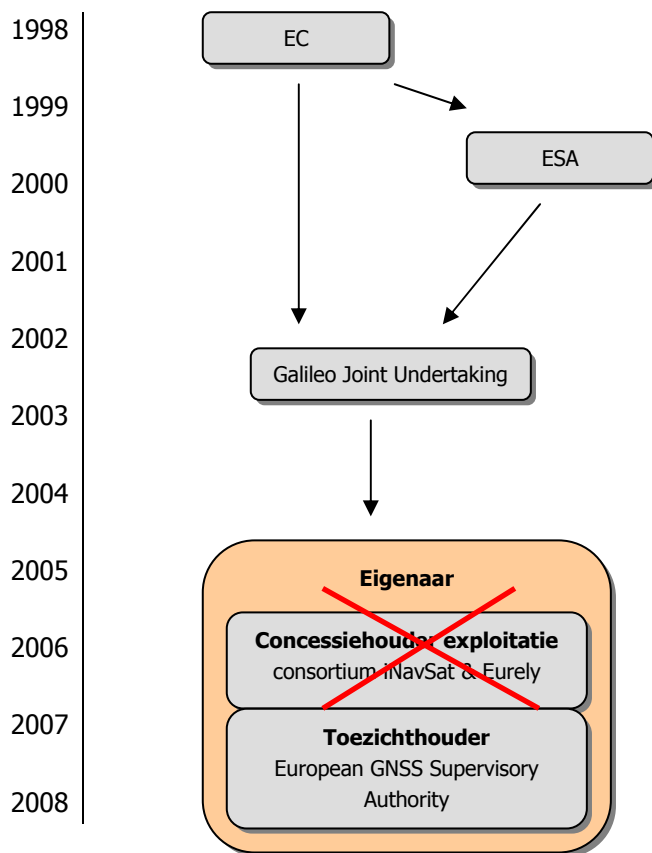 1998
EC
1999
ESA
2000
2001
2002
Galileo Joint Undertaking
2003
2004
2005
Eigenaar
2006
Concessiehouder exploitatie
consortium iNavSat & Eurely
2007
Toezichthouder
European GNSS Supervisory
Authority
2008